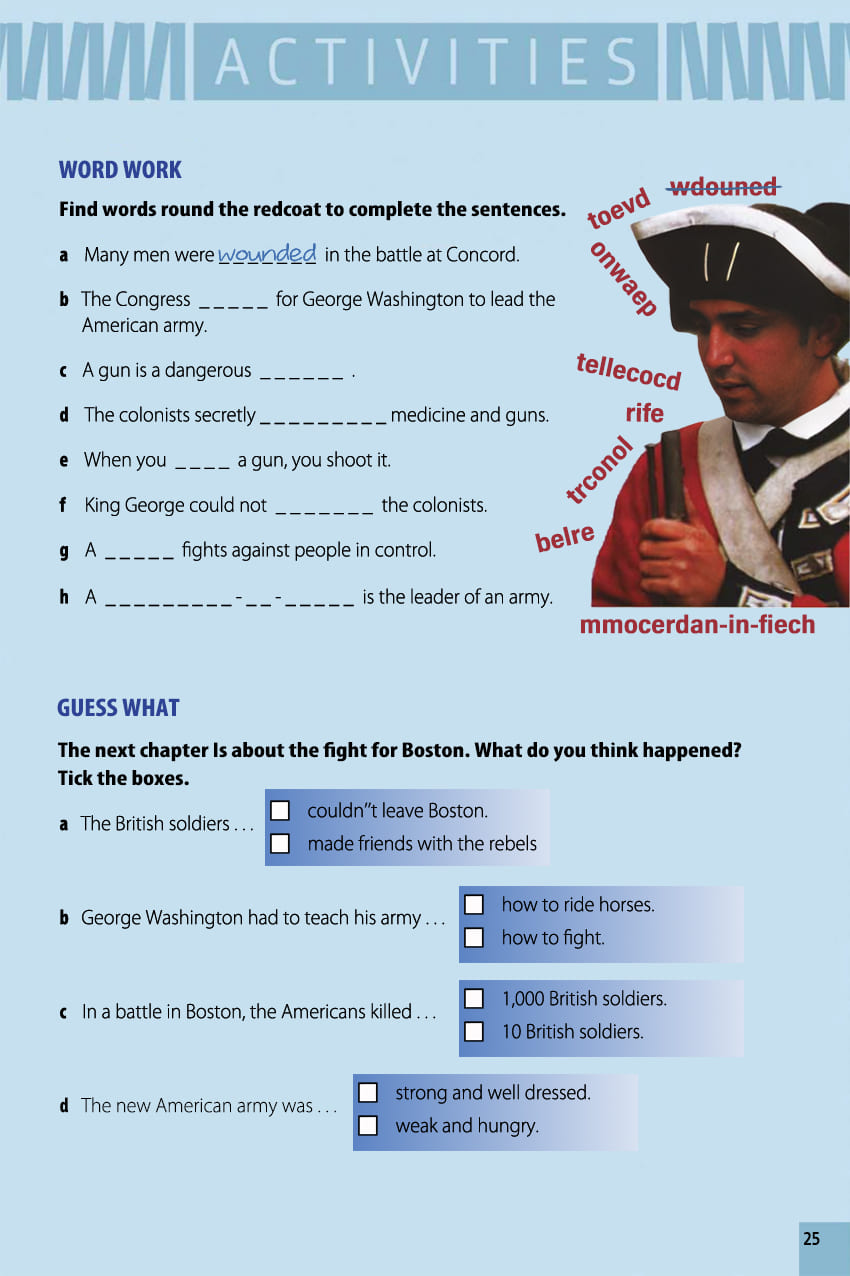 ACTIVITIES
WORD WORK
Find words round the redcoat to complete the sentences.
a Many men were wounded in the battle at Concord.
b The Congress _ _ _ _ _ for George Washington to lead the
American army.
c A gun is a dangerous _ _ _ _ _ _ .
d The colonists secretly _ _ _ _ _ _ _ _ _ medicine and guns.
e When you _ _ _ _ a gun, you shoot it.
f King George could not _ _ _ _ _ _ _ the colonists.
g A _ _ _ _ _ fights against people in control.
h A _ _ _ _ _ _ _ _ _ - _ _ - _ _ _ _ _ is the leader of an army.
wdouned
toevd
onwaep
tellecocd
rife
trconol
belre
mmocerdan-in-fiech
GUESS WHAT
The next chapter Is about the fight for Boston. What do you think happened?
Tick the boxes.
a The British soldiers . . .
couldn"t leave Boston.
made friends with the rebels
b George Washington had to teach his army . . .
how to ride horses.
how to fight.
c In a battle in Boston, the Americans killed . . .
1,000 British soldiers.
10 British soldiers.
d The new American army was . . .
strong and well dressed.
weak and hungry.
25